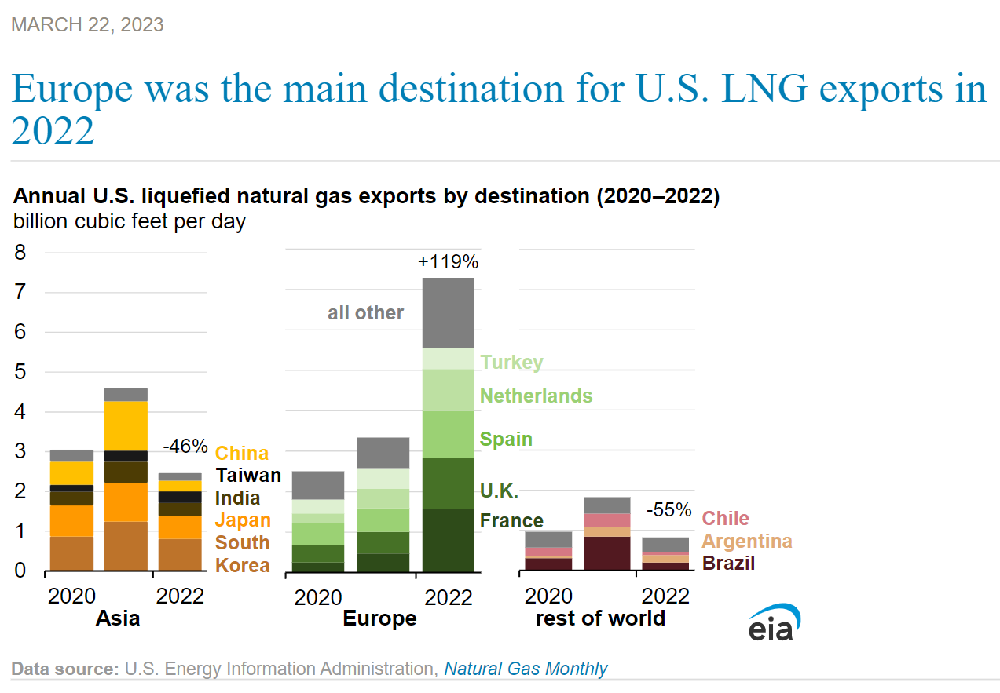 MARCH 22, 2023
Europe was the main destination for U.S. LNG exports in
2022
Annual U.S. liquefied natural gas exports by destination (2020–2022)
billion cubic feet per day
8
7
6
5
4
3
2
1
0
-46%
China
Taiwan
India
Japan
South
Korea
2020
2022
Asia
+119%
all other
Turkey
Netherlands
Spain
U.K.
France
2020
2022
Europe
-55%
Chile
Argentina
Brazil
2020
2022
rest of world
eia
Data source: U.S. Energy Information Administration, Natural Gas Monthly